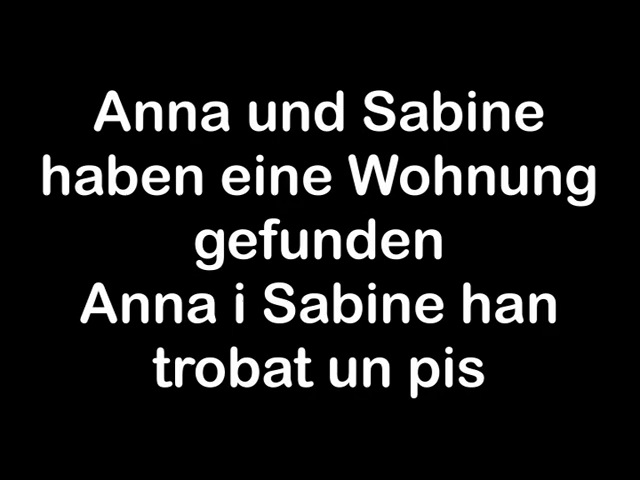 Anna und Sabine
haben eine Wohnung
gefunden
Anna i Sabine han
trobat un pis